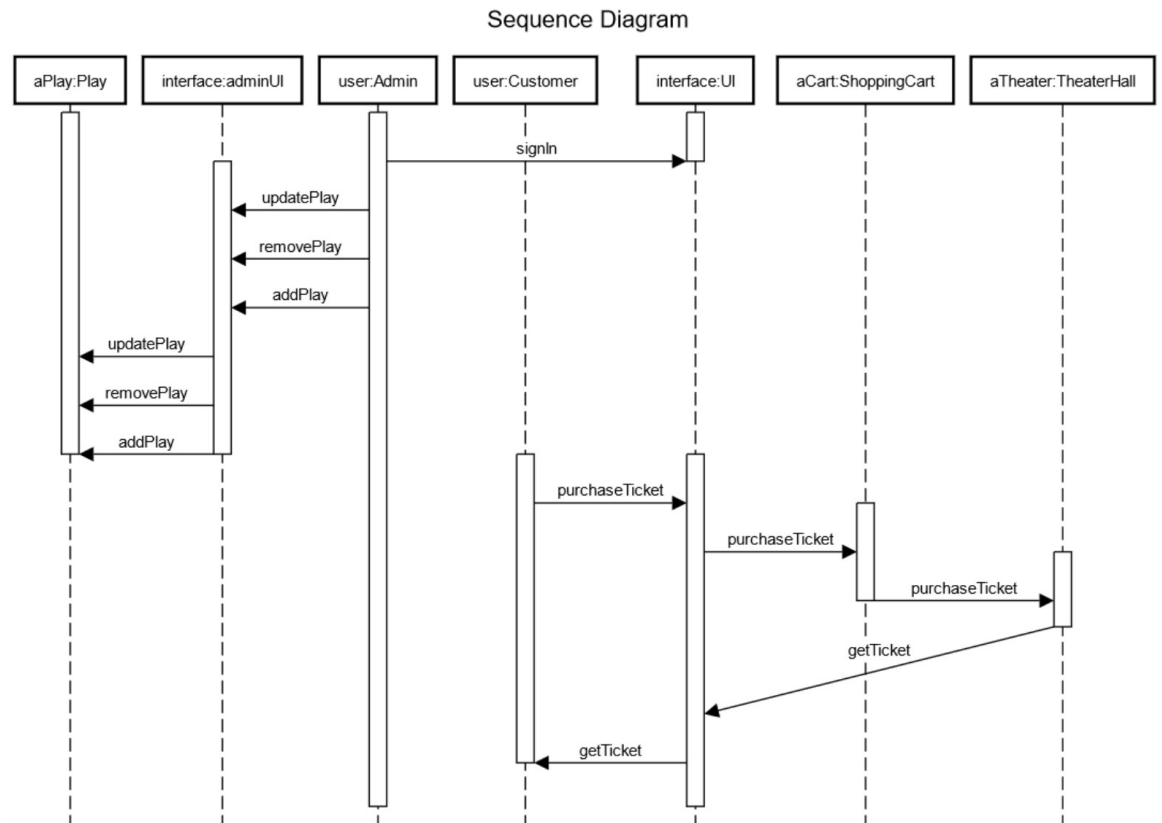 Sequence Diagram
aPlay:Play
interface:adminUI
user:Admin
user:Customer
interface:UI
aCart:ShoppingCart
aTheater:TheaterHall
signIn
updatePlay
removePlay
addPlay
updatePlay
removePlay
addPlay
purchaseTicket
purchaseTicket
purchaseTicket
getTicket
getTicket